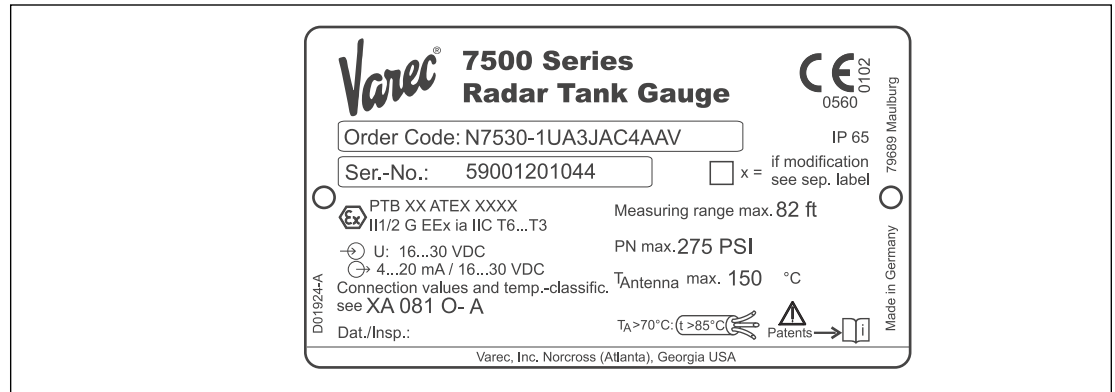 Varec®
7500 Series
Radar Tank Gauge
CE
0560
0102
Order Code: N7530-1UA3JAC4AAV
IP 65
Ser.-No.: 59001201044
x = if modification
see sep. label
79689 Maulburg
Ex
PTB XX ATEX XXXX
II1/2 G EEx ia IIC T6...T3
Measuring range max. 82 ft
U: 16...30 VDC
PN max. 275 PSI
4...20 mA / 16...30 VDC
Connection values and temp.-classific.
TAntenna max. 150 °C
see XA 081 O- A
Dat./Insp.:
TA>70°C: t >85°C
Patents
i
Made in Germany
D01924-A
Varec, Inc. Norcross (Atlanta), Georgia USA